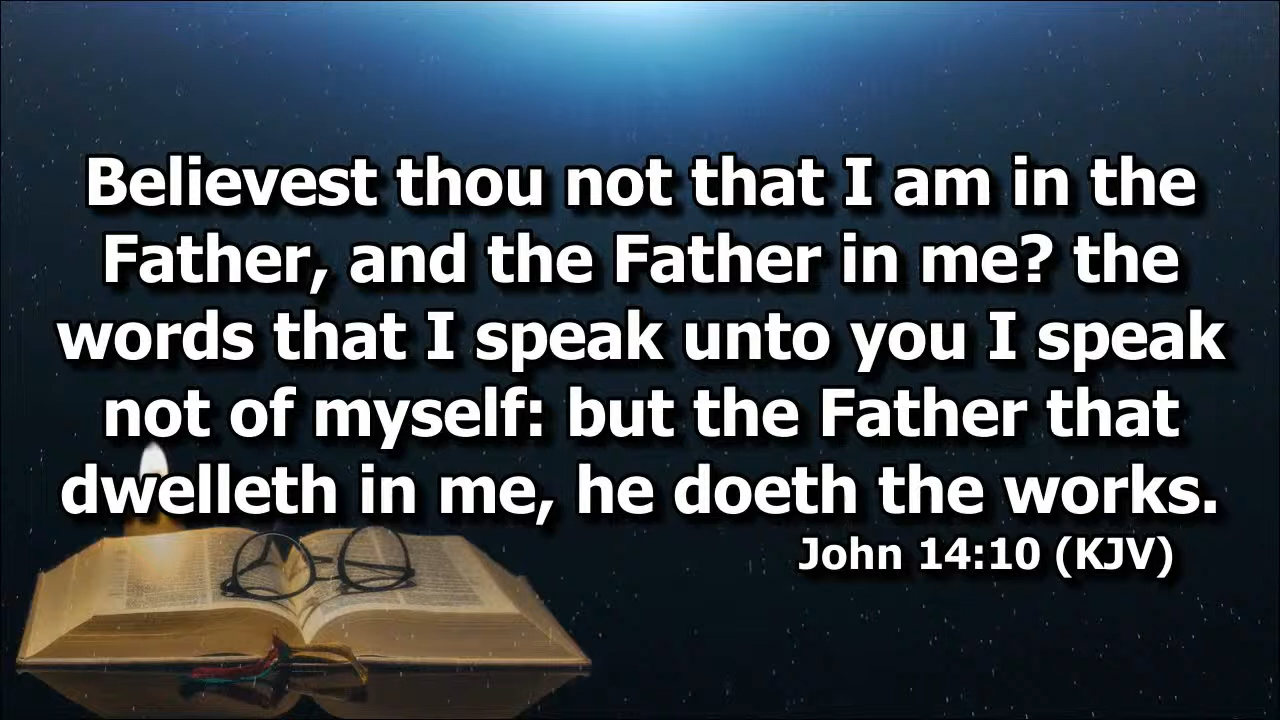 Believest thou not that I am in the
Father, and the Father in me? the
words that I speak unto you I speak
not of myself: but the Father that
dwelleth in me, he doeth the works.
John 14:10 (KJV)